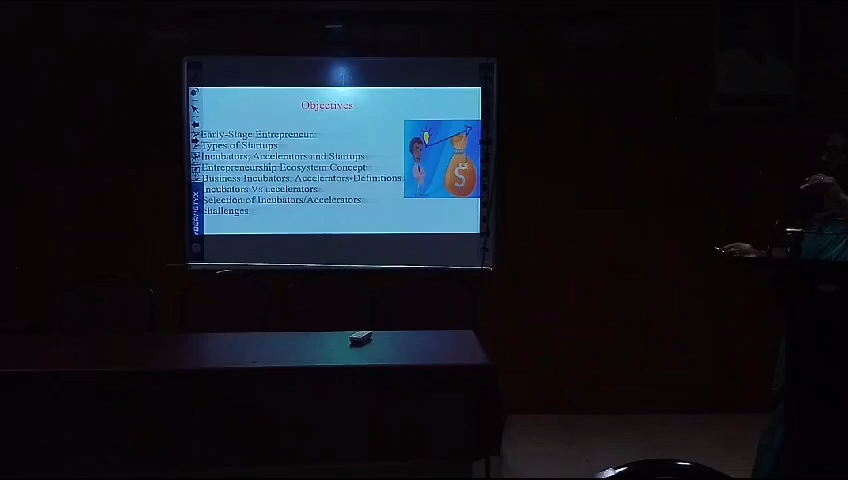 Objectives
Early-Stage Entrepreneur
Types of Startups
Incubators, Accelerators and Startups
Entrepreneurship Ecosystem Concept
Business Incubators, Accelerators-Definitions
Incubators Vs accelerators
Selection of Incubators/Accelerators
challenges
$